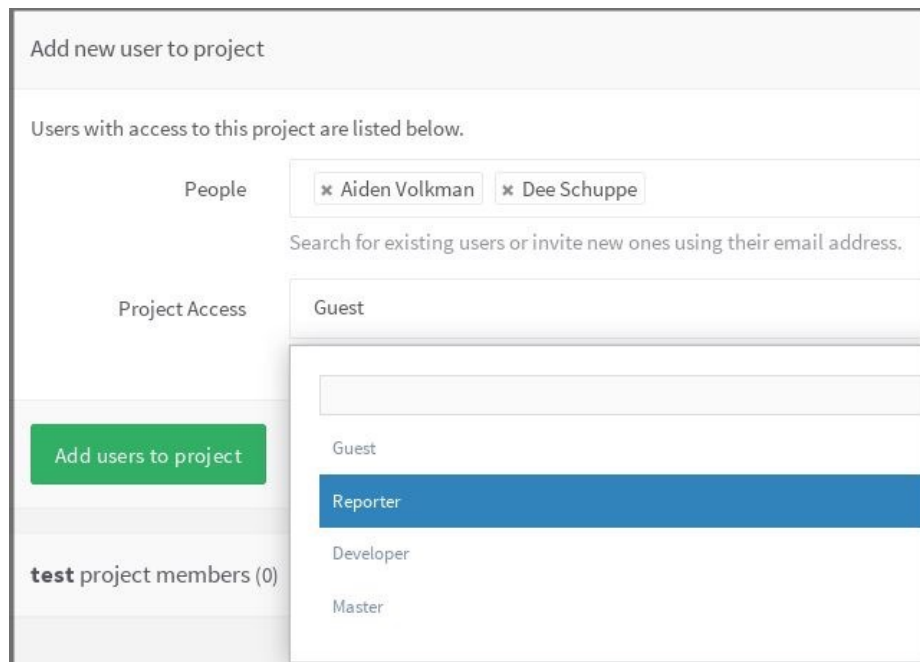 Add new user to project
Users with access to this project are listed below.
People
× Aiden Volkman × Dee Schuppe
Search for existing users or invite new ones using their email address.
Project Access
Guest
Guest
Add users to project
Reporter
Developer
test project members (0)
Master